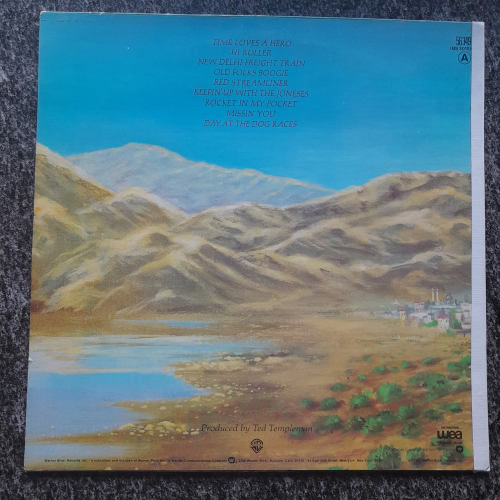 TIME LOVES A HERO
HI ROLLER
NEW DELHI FREIGHT TRAIN
OLD FOLKS BOOGIE
RED STREAMLINER
KEEPIN UP WITH THE JONESES
ROCKET IN MY POCKET
MISSIN YOU
DAY AT THE DOG RACES
56349
A
Produced by Ted Templeman
wea